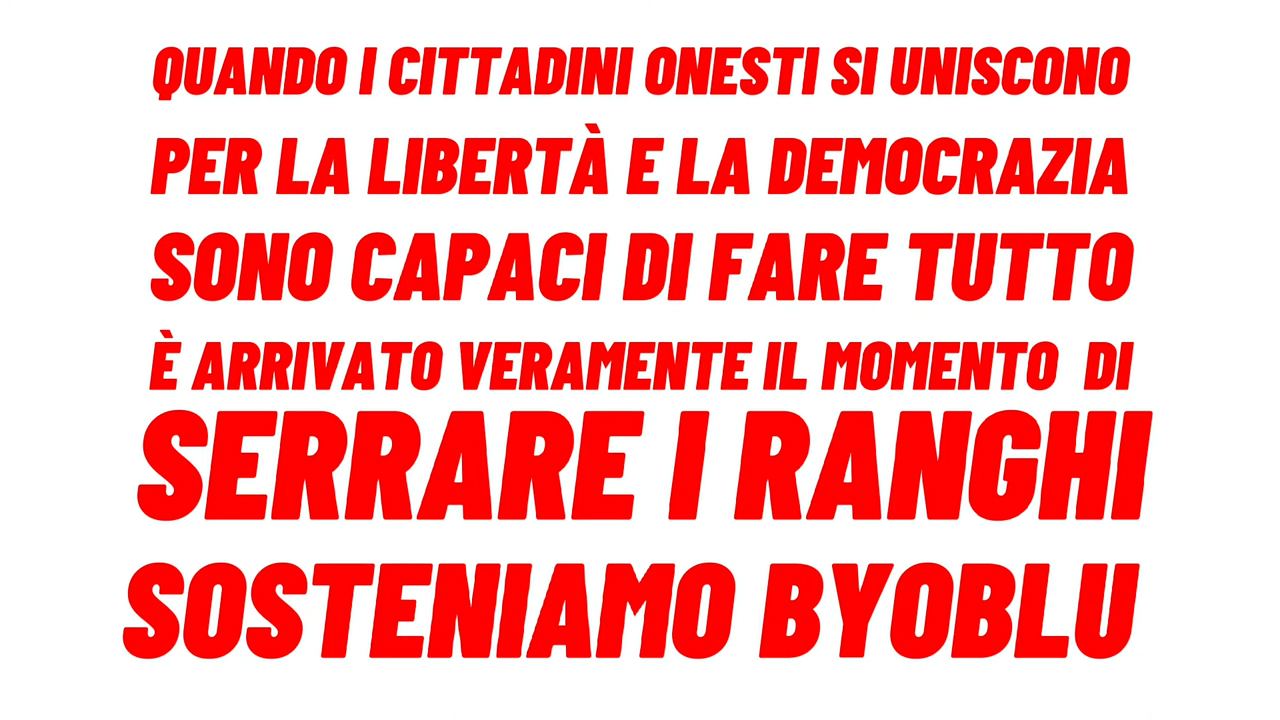 QUANDO I CITTADINI ONESTI SI UNISCONO
PER LA LIBERTÀ E LA DEMOCRAZIA
SONO CAPACI DI FARE TUTTO
È ARRIVATO VERAMENTE IL MOMENTO DI
SERRARE I RANGHI
SOSTENIAMO BYOBLU